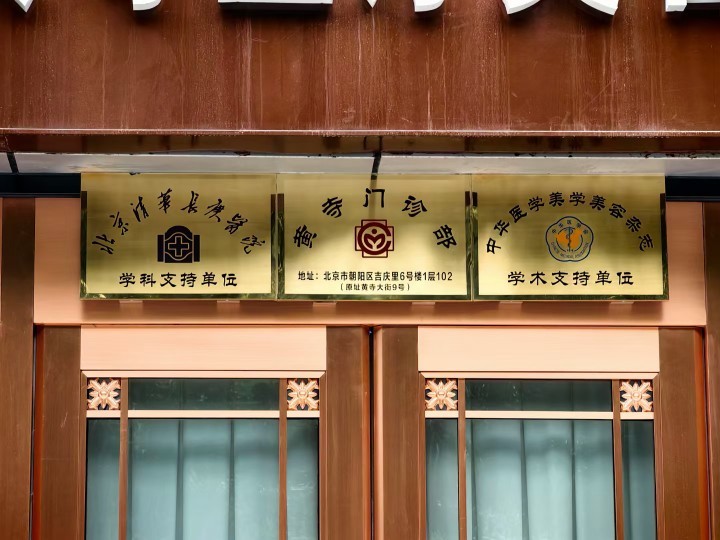 北京清华长庚医院
学科支持单位
黄寺门诊部
地址：北京市朝阳区吉庆里6号楼1层102
（原址黄寺大街9号）
中华医学美学美容杂志
学术支持单位